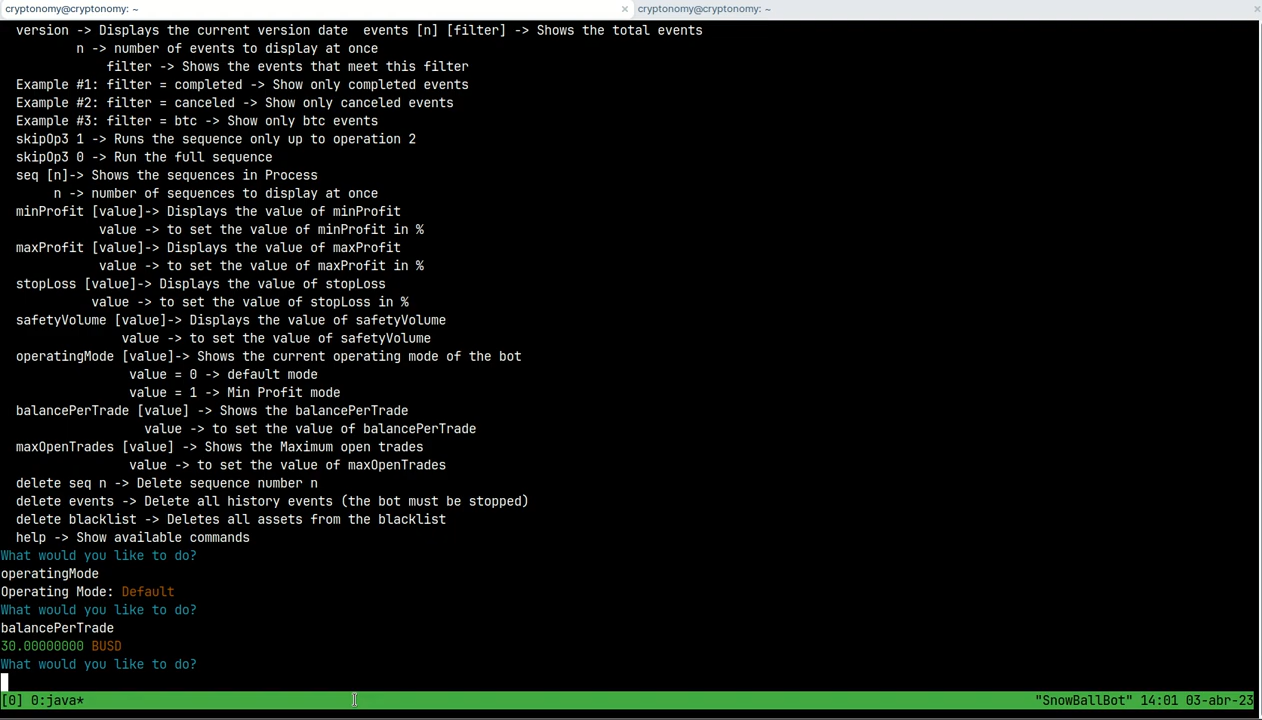 cryptonomy@cryptonomy: ~ × cryptonomy@cryptonomy: ~ ×
version -> Displays the current version date  events [n] [filter] -> Shows the total events
n -> number of events to display at once
filter -> Shows the events that meet this filter
Example #1: filter = completed -> Show only completed events
Example #2: filter = canceled -> Show only canceled events
Example #3: filter = btc -> Show only btc events
skipOp3 1 -> Runs the sequence only up to operation 2
skipOp3 0 -> Run the full sequence
seq [n]-> Shows the sequences in Process
n -> number of sequences to display at once
minProfit [value]-> Displays the value of minProfit
value -> to set the value of minProfit in %
maxProfit [value]-> Displays the value of maxProfit
value -> to set the value of maxProfit in %
stopLoss [value]-> Displays the value of stopLoss
value -> to set the value of stopLoss in %
safetyVolume [value]-> Displays the value of safetyVolume
value -> to set the value of safetyVolume
operatingMode [value]-> Shows the current operating mode of the bot
value = 0 -> default mode
value = 1 -> Min Profit mode
balancePerTrade [value] -> Shows the balancePerTrade
value -> to set the value of balancePerTrade
maxOpenTrades [value] -> Shows the Maximum open trades
value -> to set the value of maxOpenTrades
delete seq n -> Delete sequence number n
delete events -> Delete all history events (the bot must be stopped)
delete blacklist -> Deletes all assets from the blacklist
help -> Show available commands
What would you like to do?
operatingMode
Operating Mode: Default
What would you like to do?
balancePerTrade
30.00000000 BUSD
What would you like to do?
[0] 0:java* "SnowBallBot" 14:01 03-abr-23